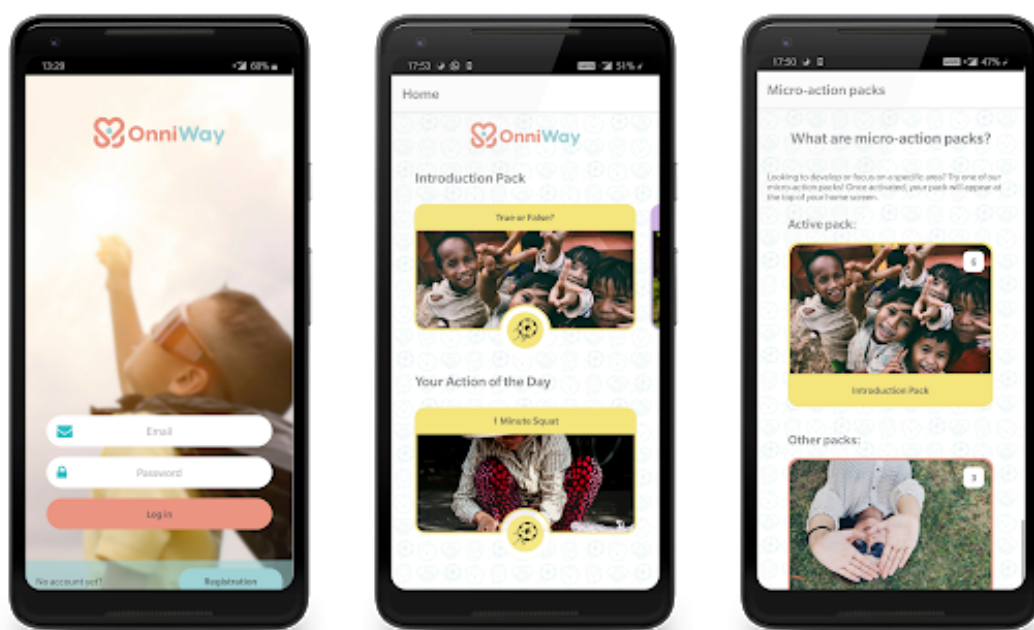 13:29
68%
OnniWay
Email
Password
Log in
No account yet?
Registration
17:53
51%
Home
OnniWay
Introduction Pack
True or False?
Your Action of the Day
1 Minute Squat
17:50
47%
Micro-action packs
What are micro-action packs?
Looking to develop or focus on a specific area? Try one of our
micro-action packs! Once activated, your pack will appear at
the top of your home screen.
Active pack:
6
Introduction Pack
Other packs:
3